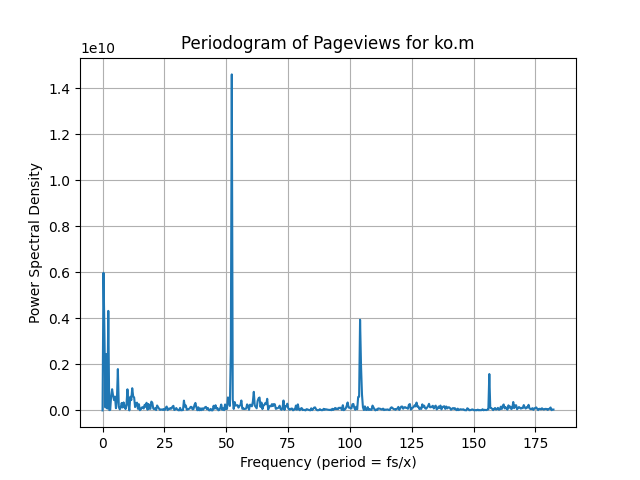 Periodogram of Pageviews for ko.m
1e10
1.4
1.2
1.0
0.8
0.6
0.4
0.2
0.0
Power Spectral Density
0 25 50 75 100 125 150 175
Frequency (period = fs/x)